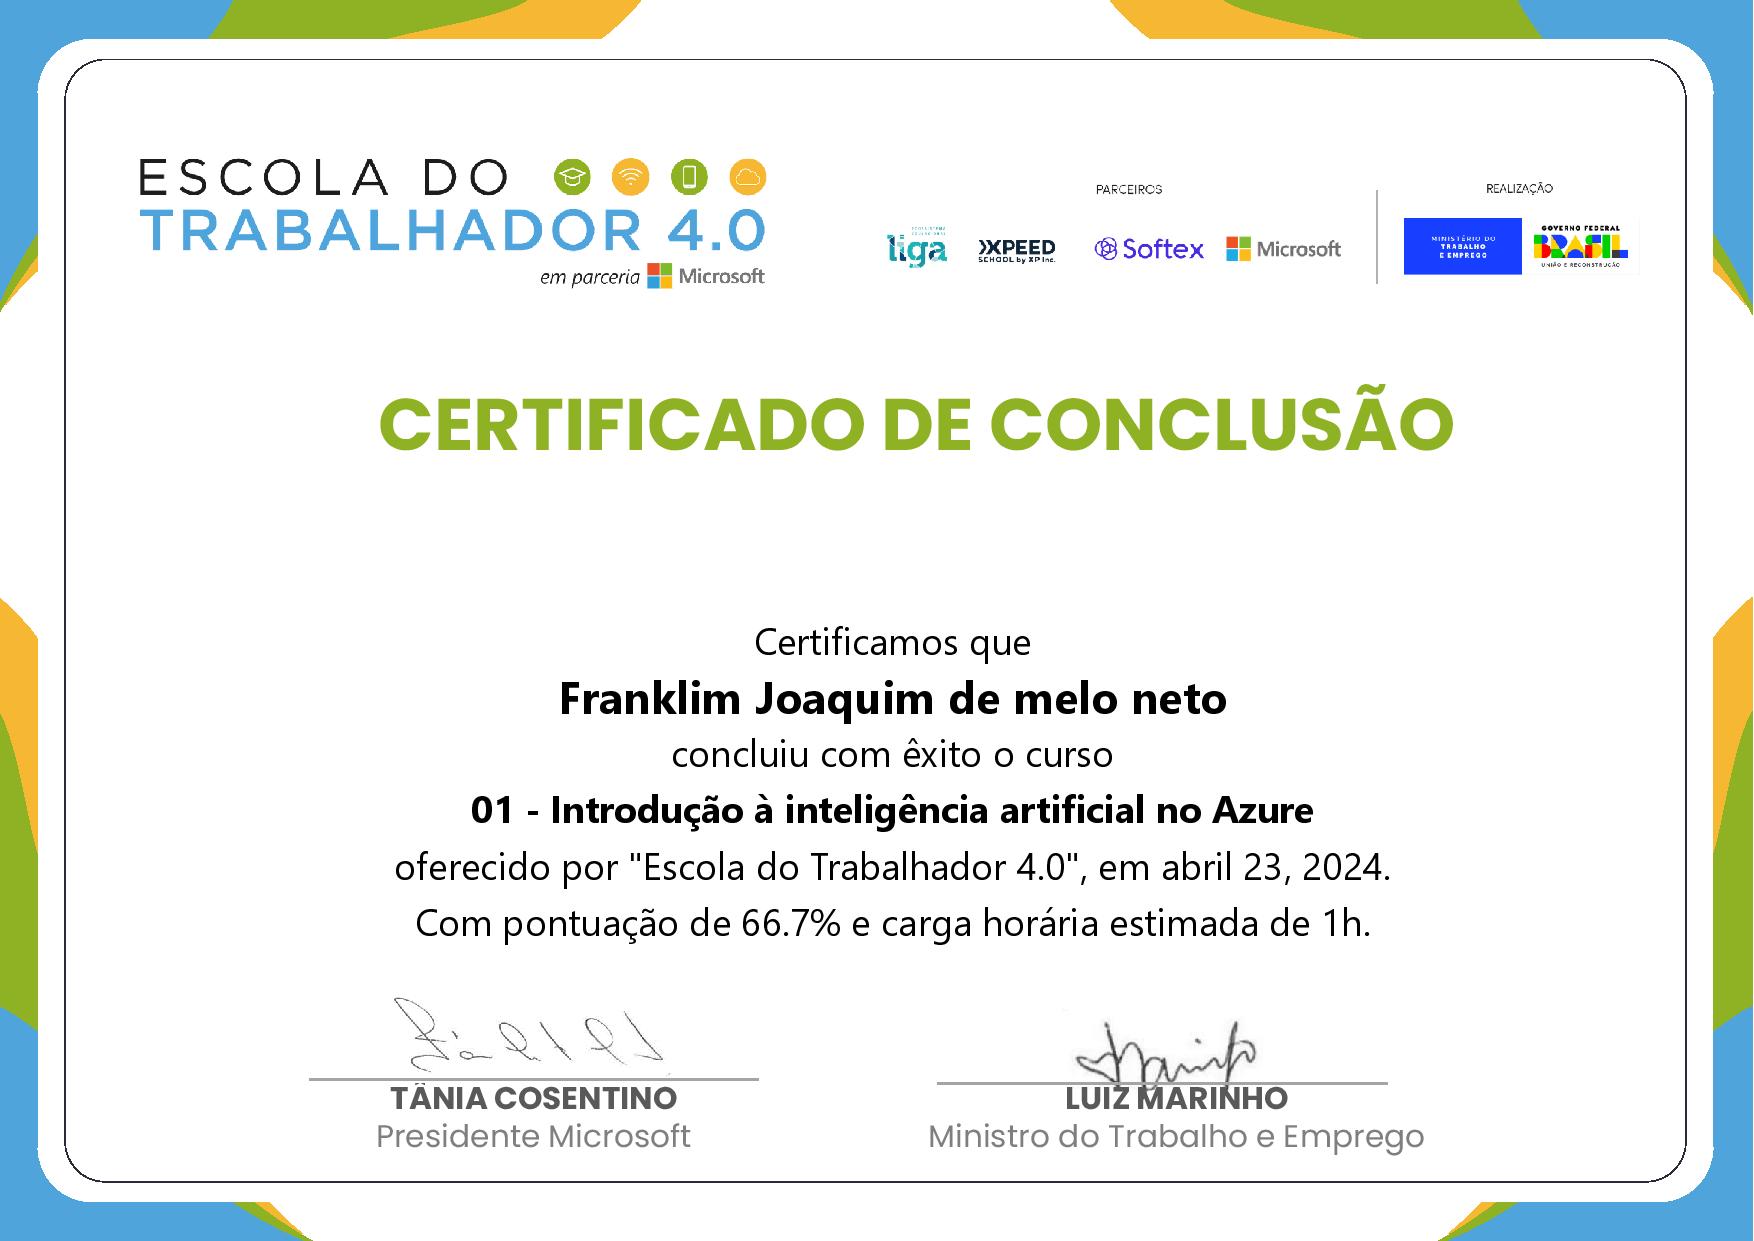 ESCOLA DO
TRABALHADOR 4.0
em parceria Microsoft
PARCEIROS
REALIZAÇÃO
liga
XPEED
SCHOOL by XP Inc.
Softex
Microsoft
MINISTÉRIO DO
TRABALHO
E EMPREGO
GOVERNO FEDERAL
BRASIL
UNIÃO E RECONSTRUÇÃO
CERTIFICADO DE CONCLUSÃO
Certificamos que
Franklim Joaquim de melo neto
concluiu com êxito o curso
01 - Introdução à inteligência artificial no Azure
oferecido por "Escola do Trabalhador 4.0", em abril 23, 2024.
Com pontuação de 66.7% e carga horária estimada de 1h.
TÂNIA COSENTINO
Presidente Microsoft
LUIZ MARINHO
Ministro do Trabalho e Emprego